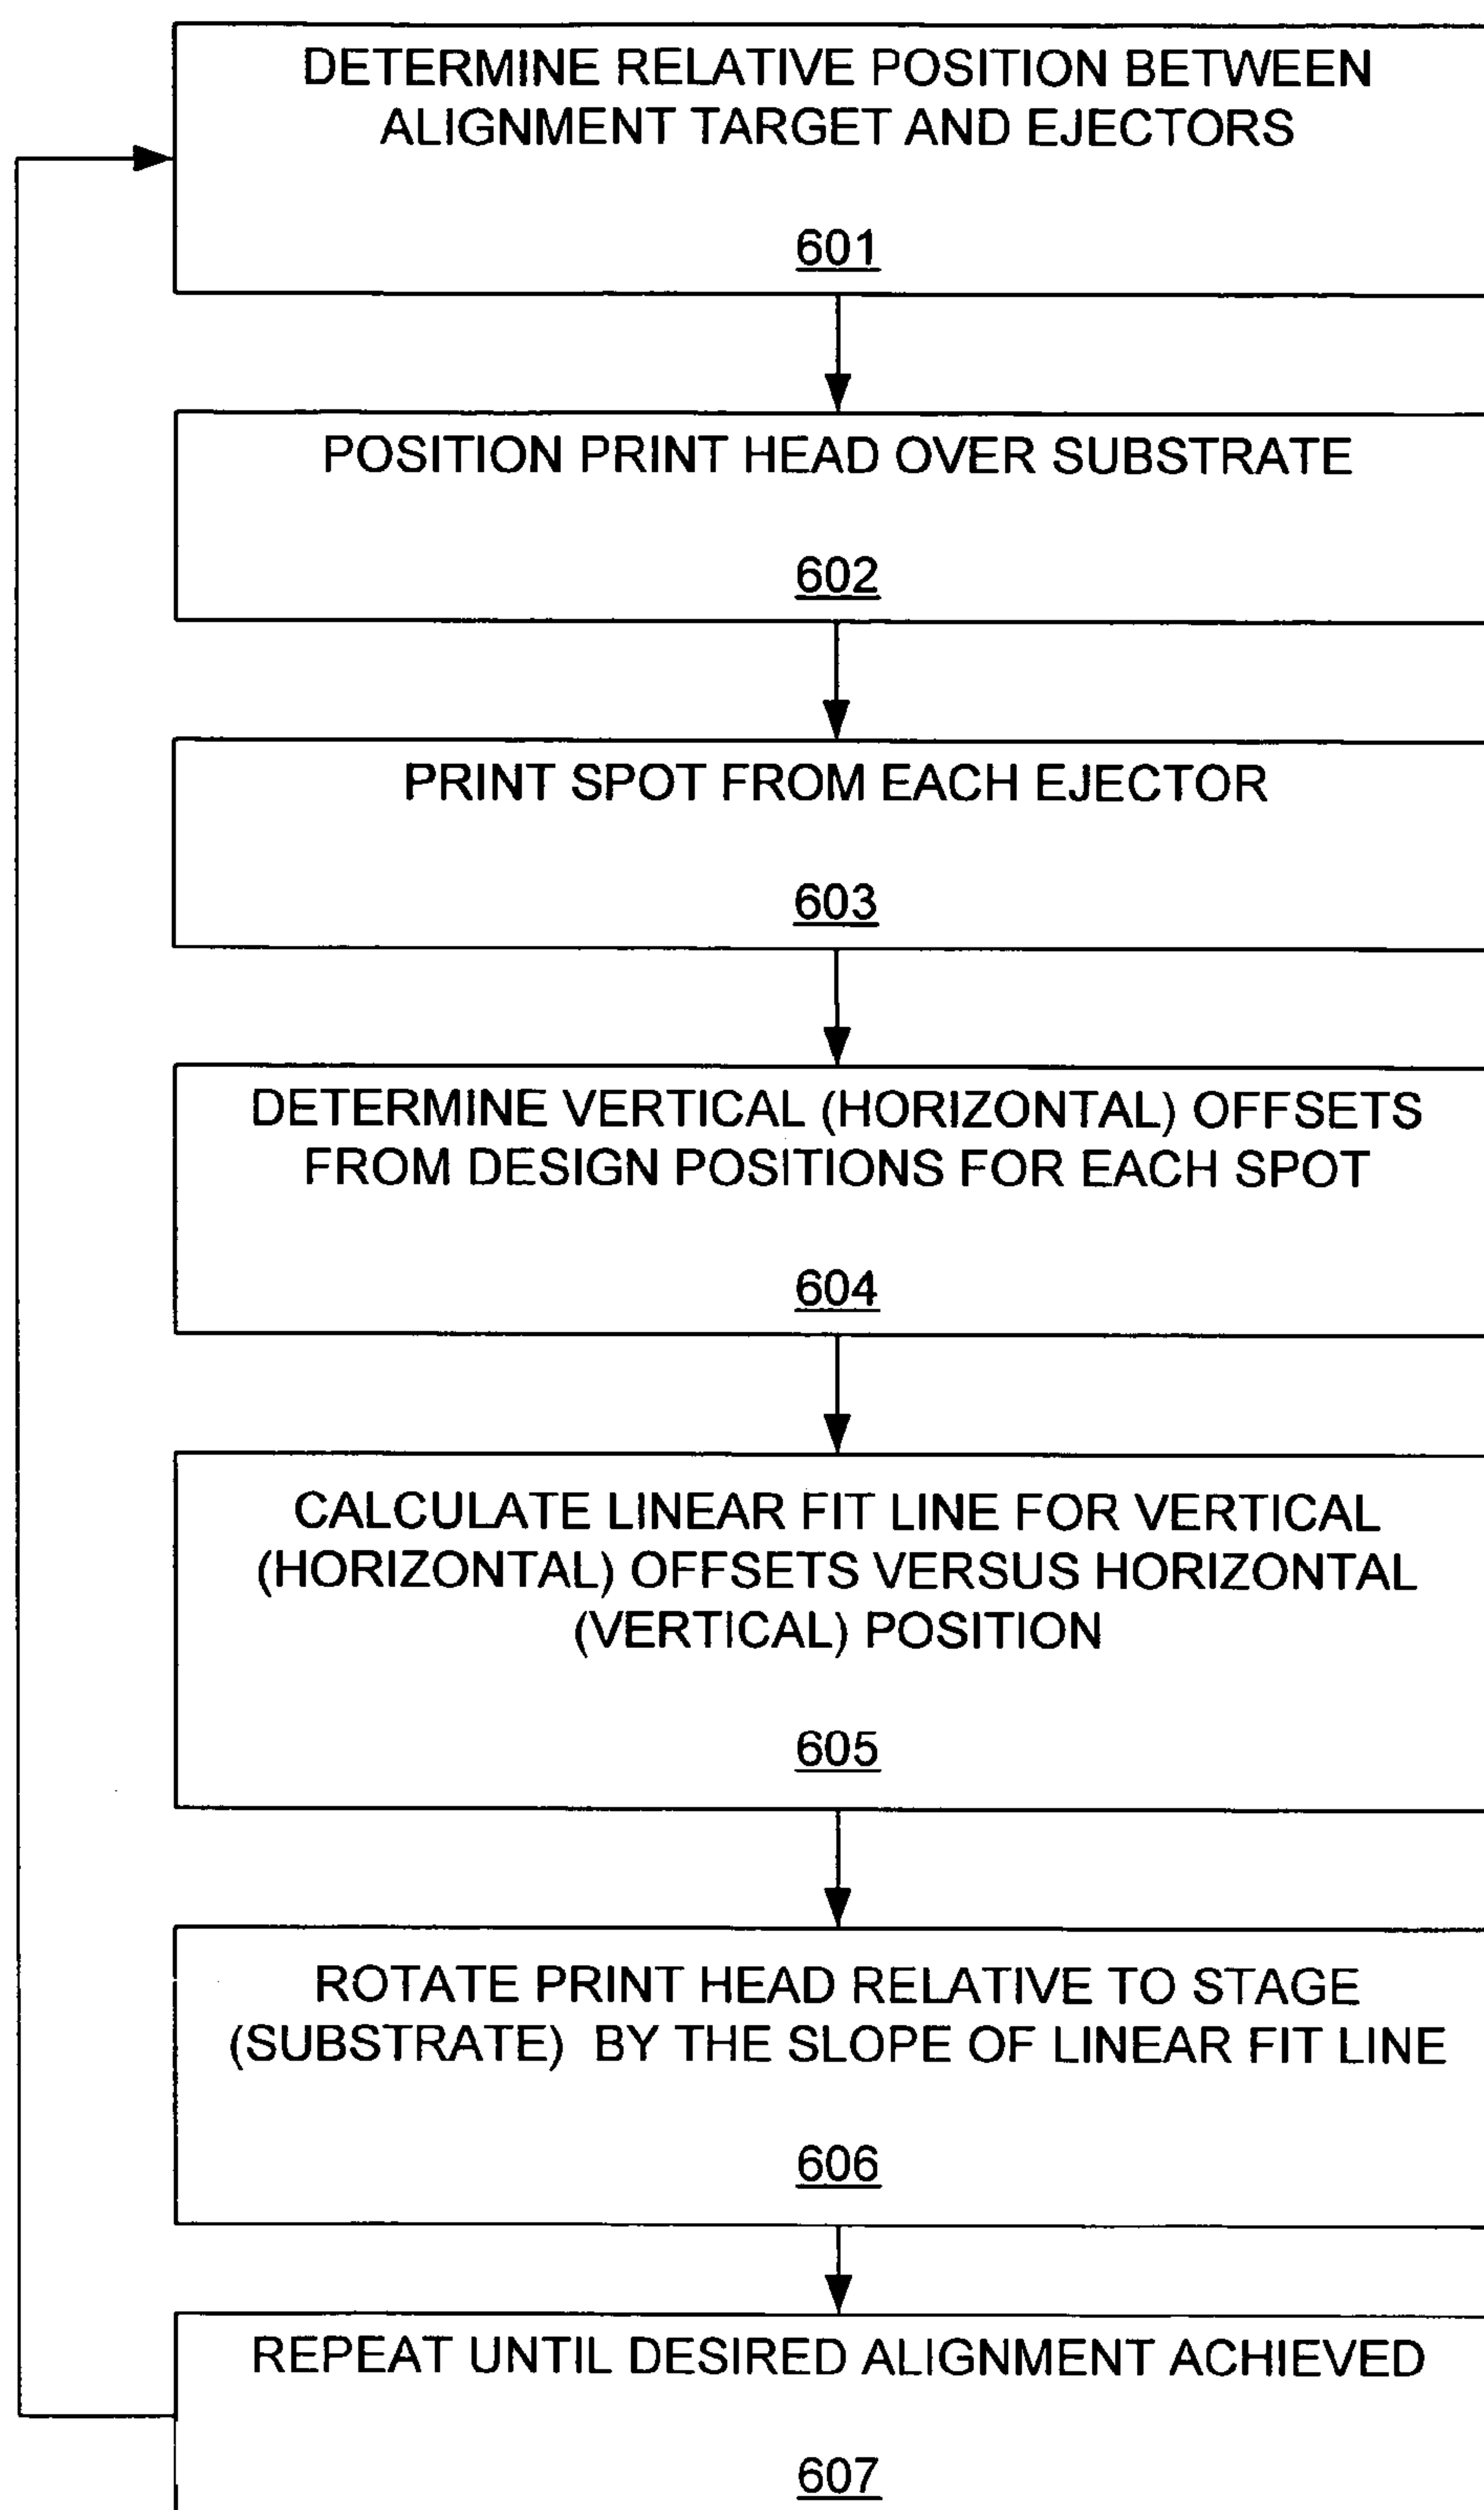 DETERMINE RELATIVE POSITION BETWEEN
ALIGNMENT TARGET AND EJECTORS
601
POSITION PRINT HEAD OVER SUBSTRATE
602
PRINT SPOT FROM EACH EJECTOR
603
DETERMINE VERTICAL (HORIZONTAL) OFFSETS
FROM DESIGN POSITIONS FOR EACH SPOT
604
CALCULATE LINEAR FIT LINE FOR VERTICAL
(HORIZONTAL) OFFSETS VERSUS HORIZONTAL
(VERTICAL) POSITION
605
ROTATE PRINT HEAD RELATIVE TO STAGE
(SUBSTRATE) BY THE SLOPE OF LINEAR FIT LINE
606
REPEAT UNTIL DESIRED ALIGNMENT ACHIEVED
607